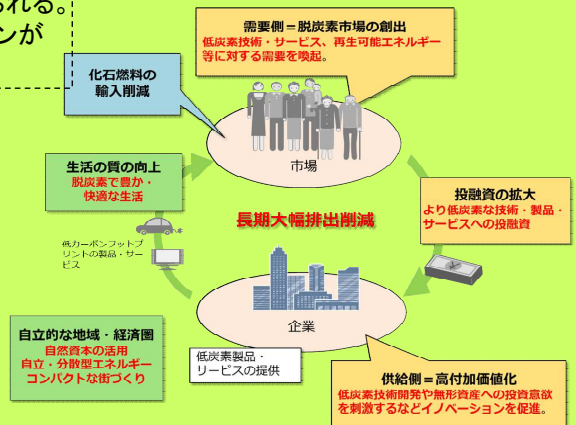 られる。
ンが
需要側＝脱炭素市場の創出
低炭素技術・サービス、再生可能エネルギー
等に対する需要を喚起。
化石燃料の
輸入削減
市場
生活の質の向上
脱炭素で豊か・
快適な生活
投融資の拡大
より低炭素な技術・製品・
サービスへの投融資
長期大幅排出削減
低カーボンフットプ
リントの製品・サー
ビス
企業
自立的な地域・経済圏
自然資本の活用
自立・分散型エネルギー
コンパクトな街づくり
低炭素製品・
リービスの提供
供給側＝高付加価値化
低炭素技術開発や無形資産への投資意欲
を刺激するなどイノベーションを促進。